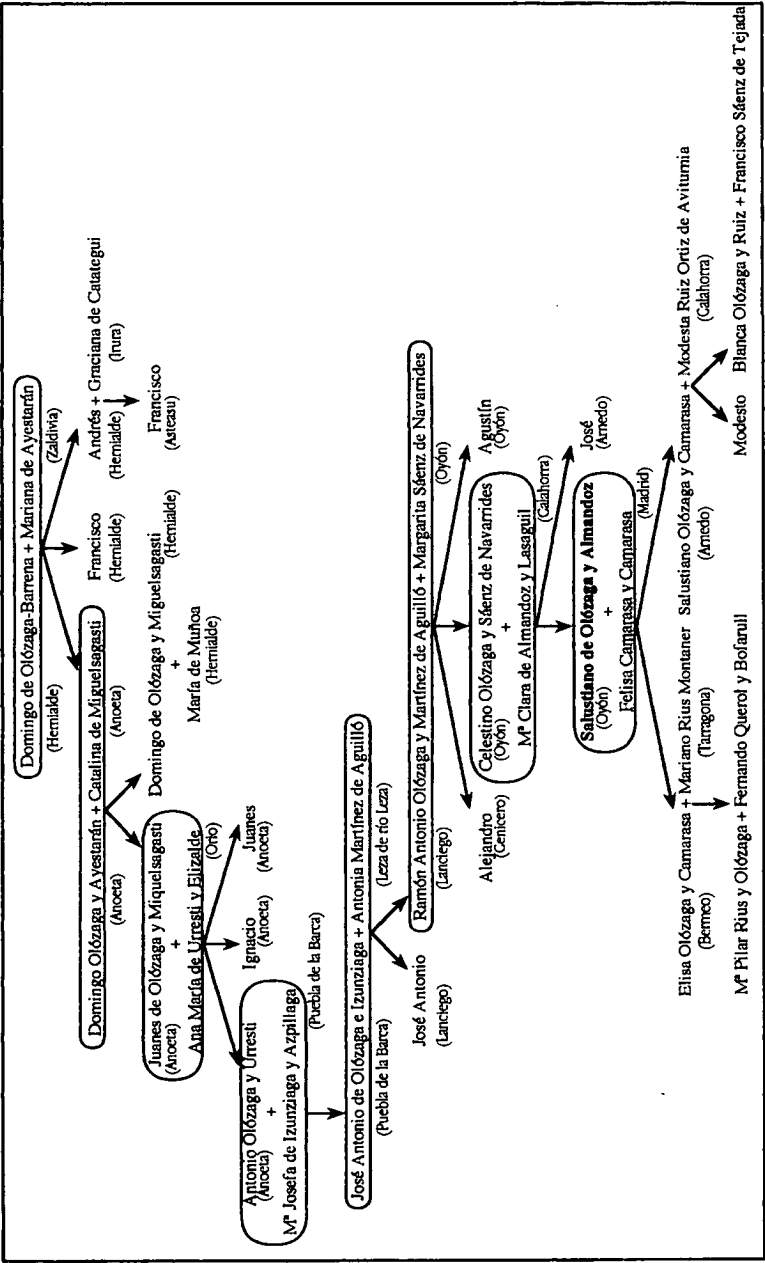 Domingo de Olózaga-Barrena + Mariana de Ayestarán
(Hernialde) (Zaldivia)
Domingo Olózaga y Ayestarán + Catalina de Miguelsagasti
(Anoeta) (Anoeta)
Francisco
(Hernialde)
Andrés + Graciana de Catategui
(Hernialde) (Irura)
Francisco
(Asteasu)
Juanes de Olózaga y Miquelsagasti
(Anoeta)
+
Ana María de Urresti y Elizalde
(Orio)
Domingo de Olózaga y Miguelsagasti
(Hernialde)
+
María de Muñoa
(Hernialde)
Antonio Olózaga y Urresti
(Anoeta)
+
Mª Josefa de Izunziaga y Azpillaga
(Puebla de la Barca)
Ignacio
(Anoeta)
Juanes
(Anoeta)
José Antonio de Olózaga e Izunziaga + Antonia Martínez de Aguilló
(Puebla de la Barca) (Leza de río Leza)
José Antonio
(Lanciego)
Ramón Antonio Olózaga y Martínez de Aguilló + Margarita Sáenz de Navarrides
(Lanciego) (Oyón)
Alejandro
(Cenicero)
Celestino Olózaga y Sáenz de Navarrides
(Oyón)
+
Mª Clara de Almandoz y Lasaguil
(Calahorra)
Agustín
(Oyón)
Salustiano de Olózaga y Almandoz
(Oyón)
+
Felisa Camarasa y Camarasa
(Madrid)
José
(Arnedo)
Elisa Olózaga y Camarasa + Mariano Rius Montaner
(Bermeo) (Tarragona)
Salustiano Olózaga y Camarasa + Modesta Ruiz Ortiz de Aviturnia
(Arnedo) (Calahorra)
Mª Pilar Rius y Olózaga + Fernando Querol y Bofarull
Modesto
Blanca Olózaga y Ruiz + Francisco Sáenz de Tejada